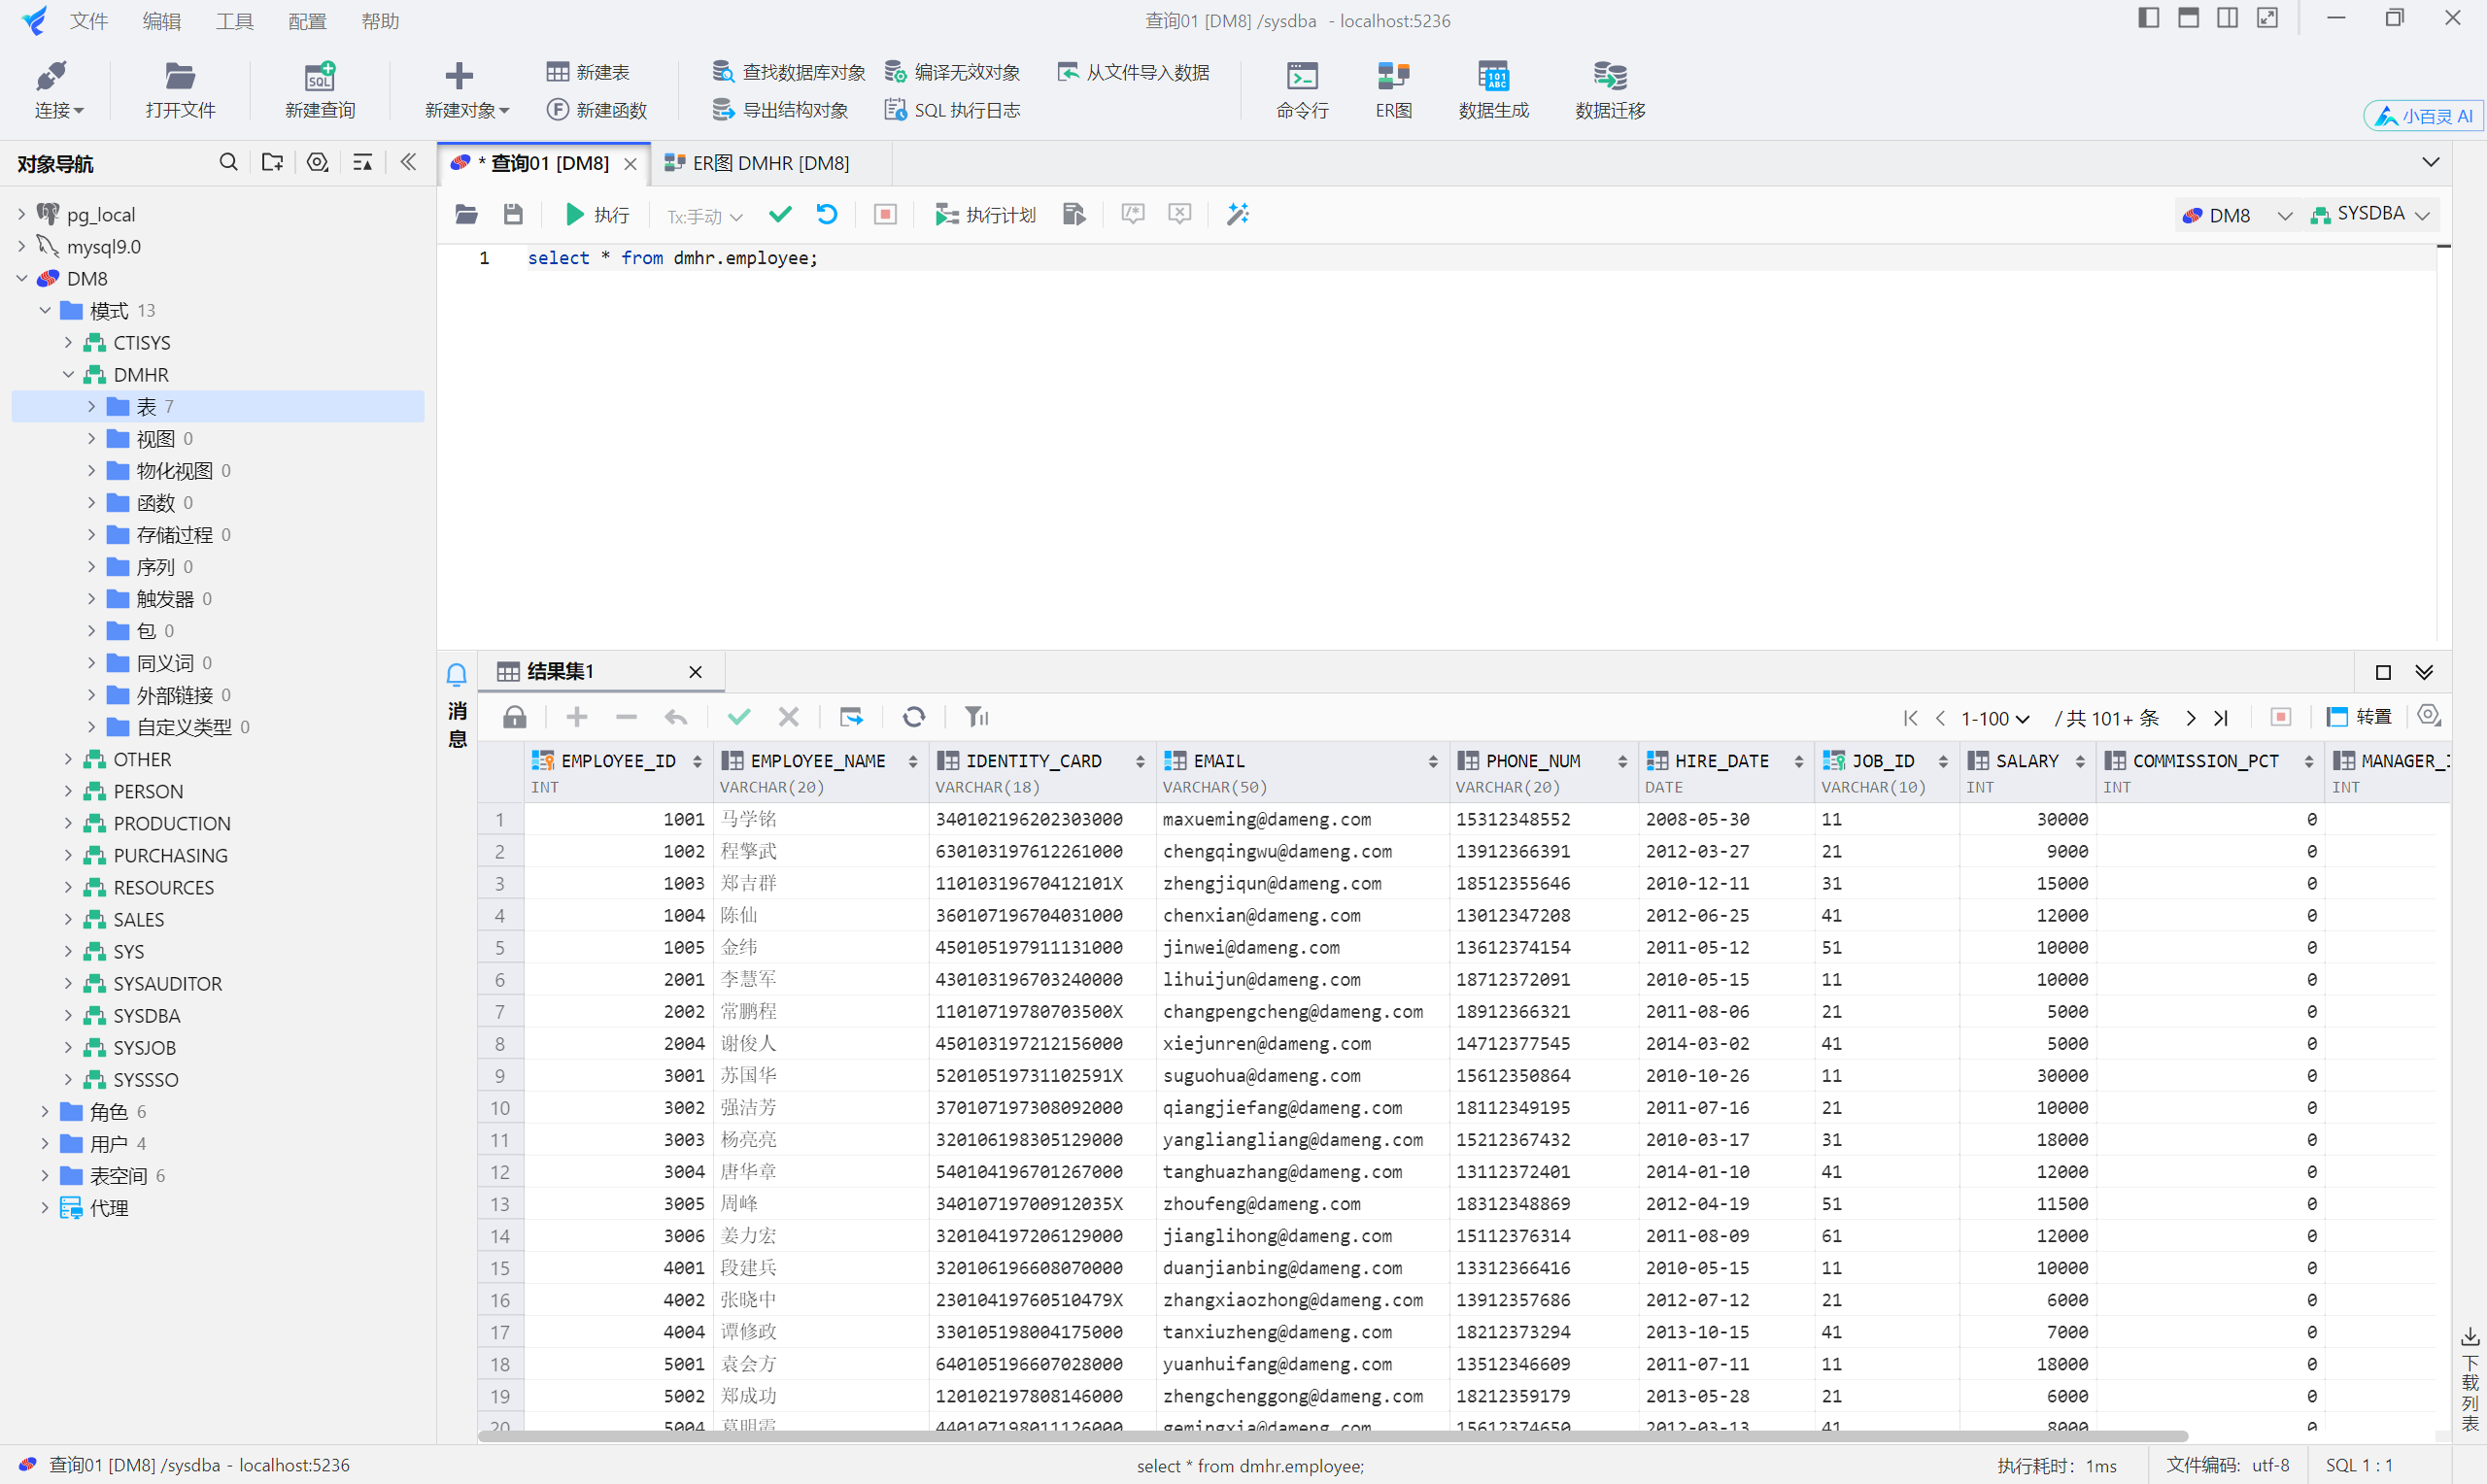 文件 编辑 工具 配置 帮助 查询01 [DM8] /sysdba - localhost:5236
连接 打开文件 新建查询 新建对象 新建表 新建函数 查找数据库对象 导出结构对象 编译无效对象 SQL 执行日志 从文件导入数据 命令行 ER图 数据生成 数据迁移
小百灵 AI
对象导航
* 查询01 [DM8] ER图 DMHR [DM8]
执行 Tx:手动 执行计划 DM8 SYSDBA
pg_local
mysql9.0
DM8
模式 13
CTISYS
DMHR
表 7
视图 0
物化视图 0
函数 0
存储过程 0
序列 0
触发器 0
包 0
同义词 0
外部链接 0
自定义类型 0
OTHER
PERSON
PRODUCTION
PURCHASING
RESOURCES
SALES
SYS
SYSAUDITOR
SYSDBA
SYSJOB
SYSSSO
角色 6
用户 4
表空间 6
代理
1 select * from dmhr.employee;
消息
结果集1
1-100 / 共 101+ 条 转置
EMPLOYEE_ID EMPLOYEE_NAME IDENTITY_CARD EMAIL PHONE_NUM HIRE_DATE JOB_ID SALARY COMMISSION_PCT
INT VARCHAR(20) VARCHAR(18) VARCHAR(50) VARCHAR(20) DATE VARCHAR(10) INT INT INT
1 1001 马学铭 340102196202303000 maxueming@dameng.com 15312348552 2008-05-30 11 30000 0
2 1002 程擎武 630103197612261000 chengqingwu@dameng.com 13912366391 2012-03-27 21 9000 0
3 1003 郑吉群 11010319670412101X zhengjiqun@dameng.com 18512355646 2010-12-11 31 15000 0
4 1004 陈仙 360107196704031000 chenxian@dameng.com 13012347208 2012-06-25 41 12000 0
5 1005 金纬 450105197911131000 jinwei@dameng.com 13612374154 2011-05-12 51 10000 0
6 2001 李慧军 430103196703240000 lihuijun@dameng.com 18712372091 2010-05-15 11 10000 0
7 2002 常鹏程 11010719780703500X changpengcheng@dameng.com 18912366321 2011-08-06 21 5000 0
8 2004 谢俊人 450103197212156000 xiejunren@dameng.com 14712377545 2014-03-02 41 5000 0
9 3001 苏国华 52010519731102591X suguohua@dameng.com 15612350864 2010-10-26 11 30000 0
10 3002 强洁芳 370107197308092000 qiangjiefang@dameng.com 18112349195 2011-07-16 21 10000 0
11 3003 杨亮亮 320106198305129000 yangliangliang@dameng.com 15212367432 2010-03-17 31 18000 0
12 3004 唐华章 540104196701267000 tanghuazhang@dameng.com 13112372401 2014-01-10 41 12000 0
13 3005 周峰 34010719700912035X zhoufeng@dameng.com 18312348869 2012-04-19 51 11500 0
14 3006 姜力宏 320104197206129000 jianglihong@dameng.com 15112376314 2011-08-09 61 12000 0
15 4001 段建兵 320106196608070000 duanjianbing@dameng.com 13312366416 2010-05-15 11 10000 0
16 4002 张晓中 23010419760510479X zhangxiaozhong@dameng.com 13912357686 2012-07-12 21 6000 0
17 4004 谭修政 330105198004175000 tanxiuzheng@dameng.com 18212373294 2013-10-15 41 7000 0
18 5001 袁会方 640105196607028000 yuanhuifang@dameng.com 13512346609 2011-07-11 11 18000 0
19 5002 郑成功 120102197808146000 zhengchenggong@dameng.com 18212359179 2013-05-28 21 6000 0
20 5004 葛明霞 440107198011126000 gemingxia@dameng.com 15612374650 2012-03-13 41 8000 0
下载列表
查询01 [DM8] /sysdba - localhost:5236 select * from dmhr.employee; 执行耗时：1ms 文件编码：utf-8 SQL 1 : 1